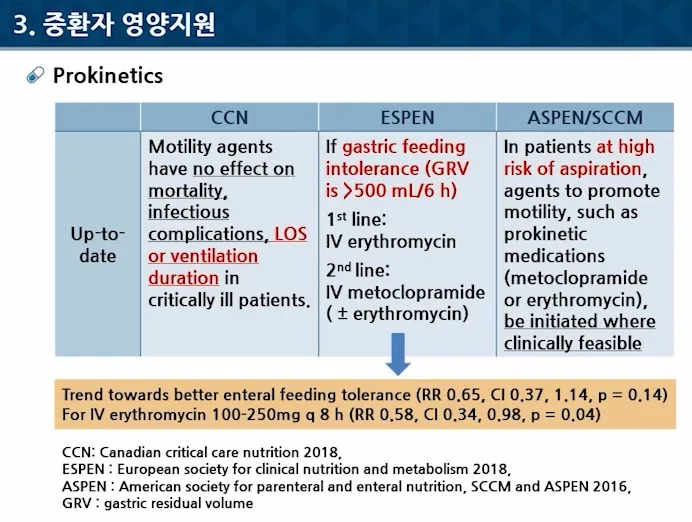 3. 중환자 영양지원
Prokinetics
CCN
ESPEN
ASPEN/SCCM
Up-to-
date
Motility agents
have no effect on
mortality,
infectious
complications, LOS
or ventilation
duration in
critically ill patients.
If gastric feeding
intolerance (GRV
is >500 mL/6 h)
1st line:
IV erythromycin
2nd line:
IV metoclopramide
( ± erythromycin)
In patients at high
risk of aspiration,
agents to promote
motility, such as
prokinetic
medications
(metoclopramide
or erythromycin),
be initiated where
clinically feasible
Trend towards better enteral feeding tolerance (RR 0.65, CI 0.37, 1.14, p = 0.14)
For IV erythromycin 100-250mg q 8 h (RR 0.58, CI 0.34, 0.98, p = 0.04)
CCN: Canadian critical care nutrition 2018,
ESPEN : European society for clinical nutrition and metabolism 2018,
ASPEN : American society for parenteral and enteral nutrition, SCCM and ASPEN 2016,
GRV : gastric residual volume